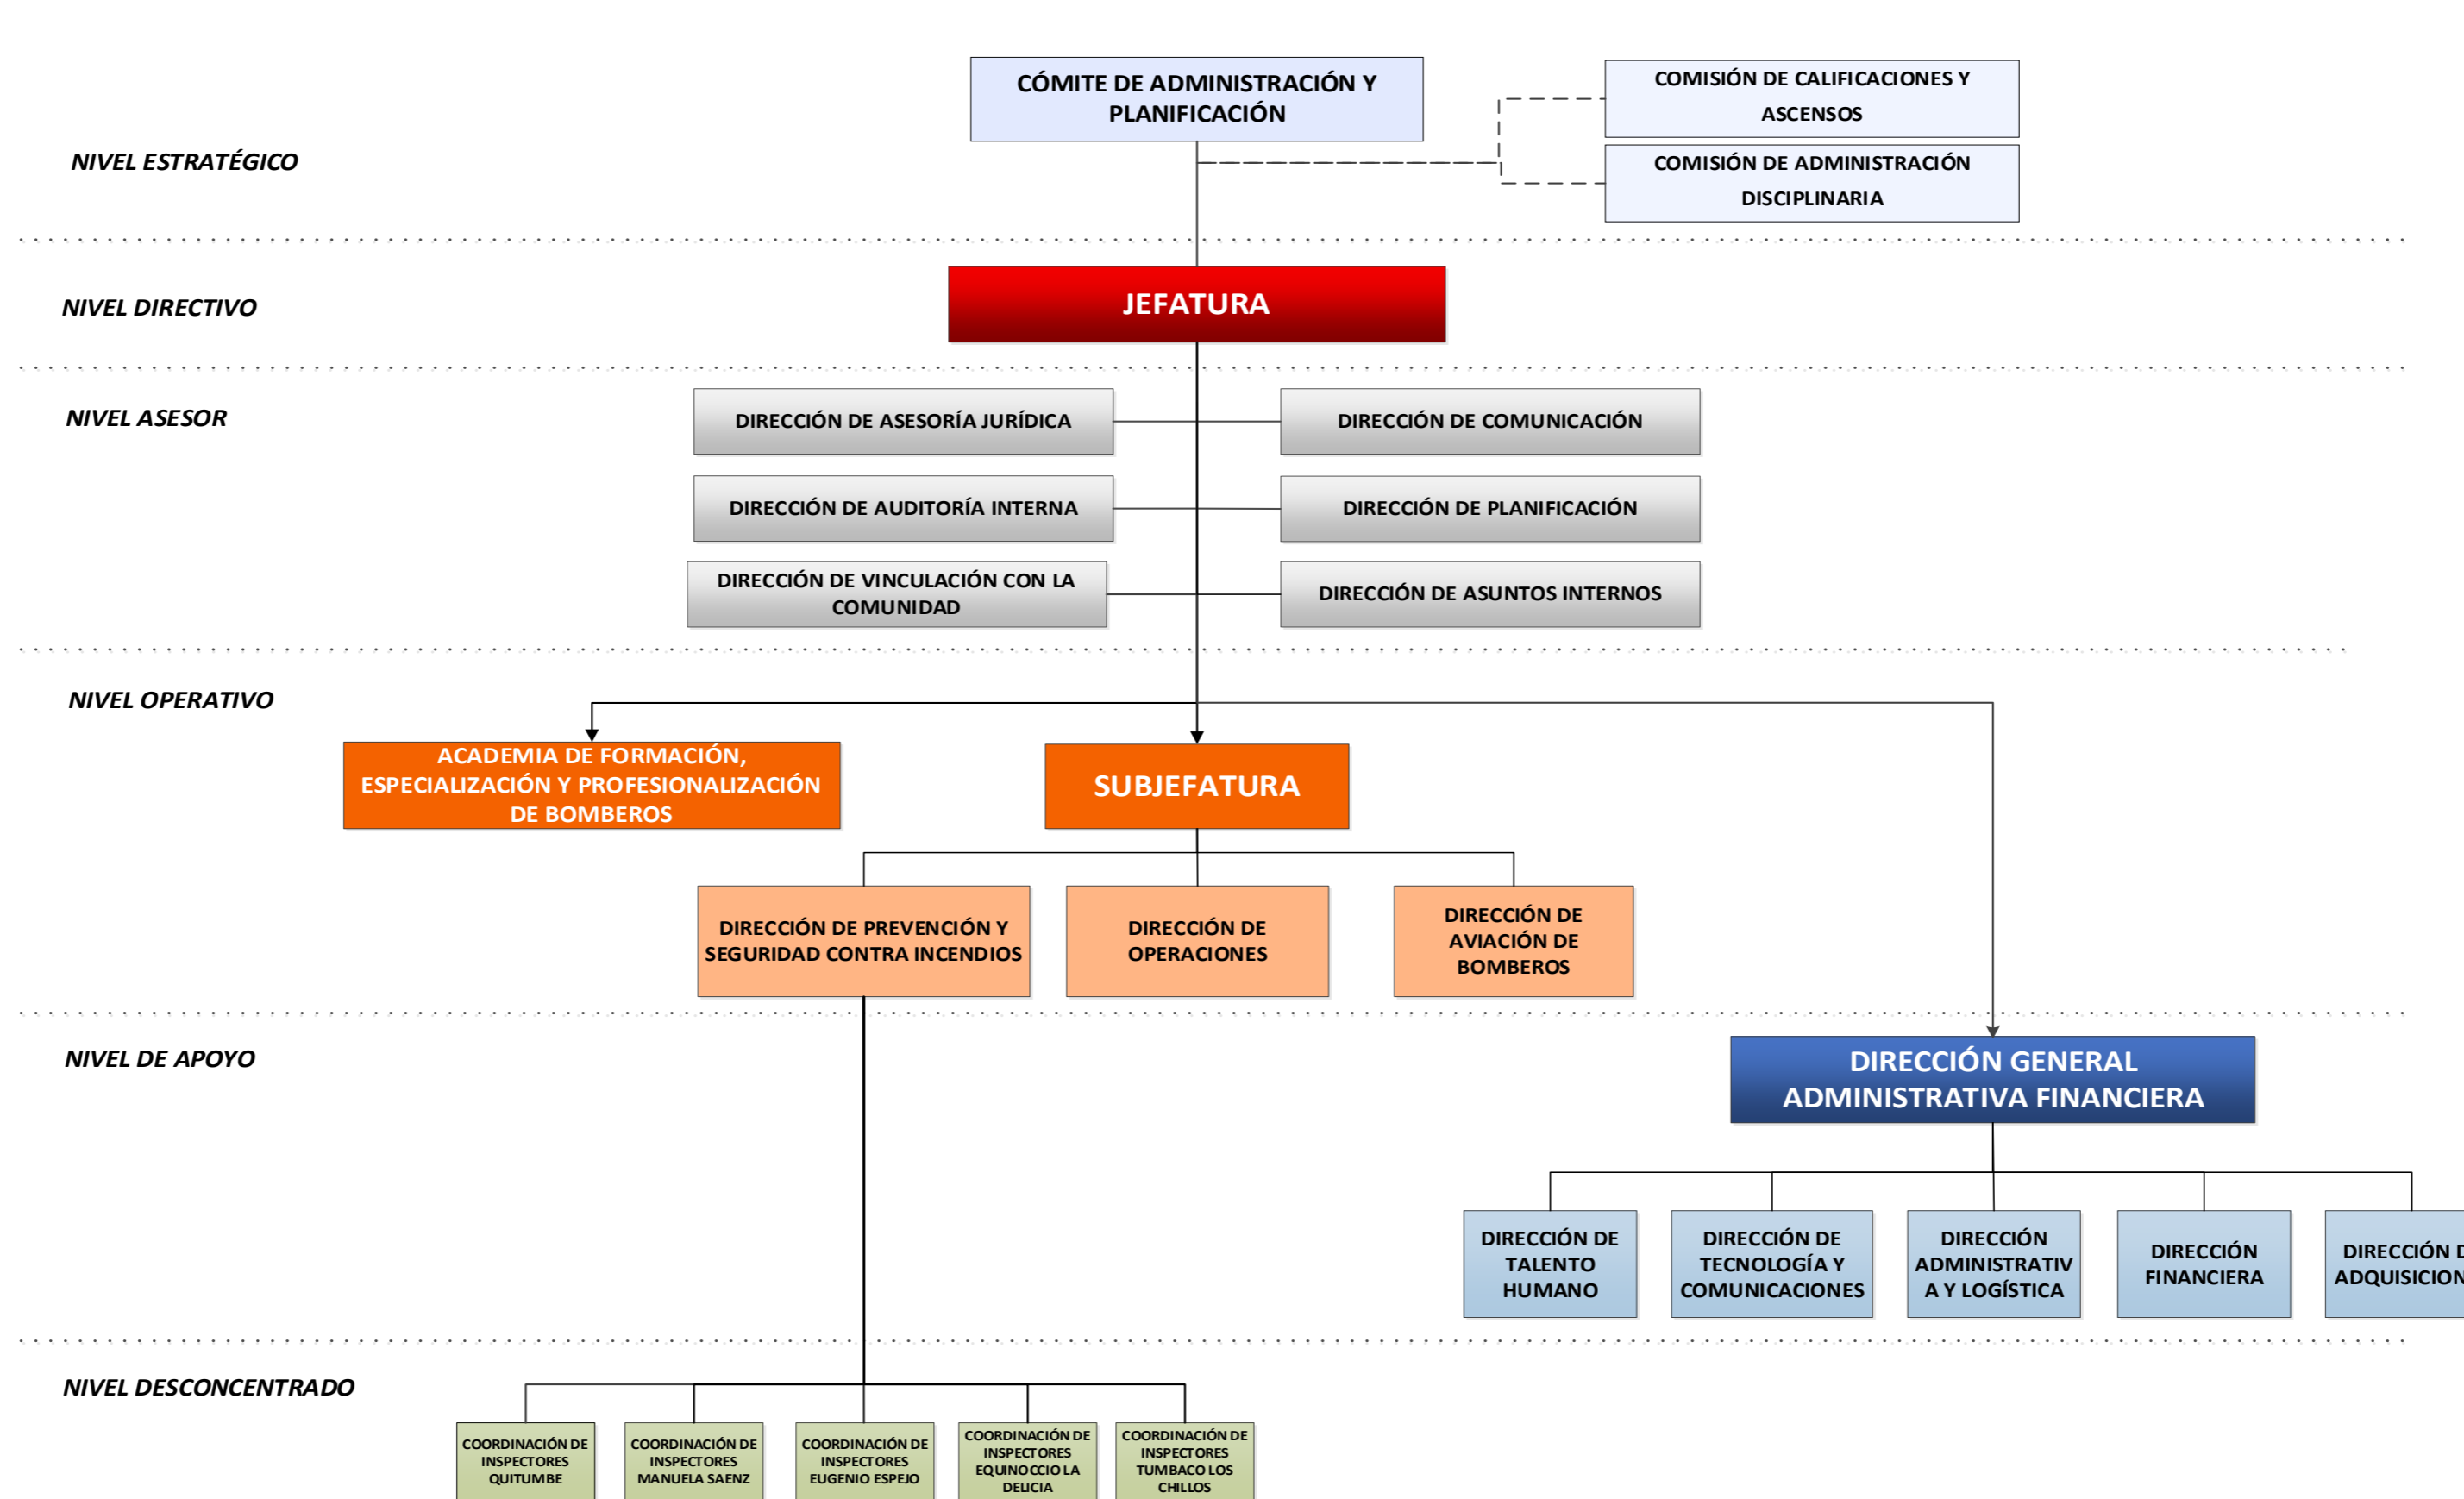 CÓMITE DE ADMINISTRACIÓN Y
PLANIFICACIÓN
COMISIÓN DE CALIFICACIONES Y
ASCENSOS
COMISIÓN DE ADMINISTRACIÓN
DISCIPLINARIA
NIVEL ESTRATÉGICO
NIVEL DIRECTIVO
JEFATURA
NIVEL ASESOR
DIRECCIÓN DE ASESORÍA JURÍDICA
DIRECCIÓN DE COMUNICACIÓN
DIRECCIÓN DE AUDITORÍA INTERNA
DIRECCIÓN DE PLANIFICACIÓN
DIRECCIÓN DE VINCULACIÓN CON LA
COMUNIDAD
DIRECCIÓN DE ASUNTOS INTERNOS
NIVEL OPERATIVO
ACADEMIA DE FORMACIÓN,
ESPECIALIZACIÓN Y PROFESIONALIZACIÓN
DE BOMBEROS
SUBJEFATURA
DIRECCIÓN DE PREVENCIÓN Y
SEGURIDAD CONTRA INCENDIOS
DIRECCIÓN DE
OPERACIONES
DIRECCIÓN DE
AVIACIÓN DE
BOMBEROS
NIVEL DE APOYO
DIRECCIÓN GENERAL
ADMINISTRATIVA FINANCIERA
DIRECCIÓN DE
TALENTO
HUMANO
DIRECCIÓN DE
TECNOLOGÍA Y
COMUNICACIONES
DIRECCIÓN
ADMINISTRATIV
A Y LOGÍSTICA
DIRECCIÓN
FINANCIERA
DIRECCIÓN D
ADQUISICION
NIVEL DESCONCENTRADO
COORDINACIÓN DE
INSPECTORES
QUITUMBE
COORDINACIÓN DE
INSPECTORES
MANUELA SAENZ
COORDINACIÓN DE
INSPECTORES
EUGENIO ESPEJO
COORDINACIÓN DE
INSPECTORES
EQUINOCCIO LA
DELICIA
COORDINACIÓN DE
INSPECTORES
TUMBACO LOS
CHILLOS